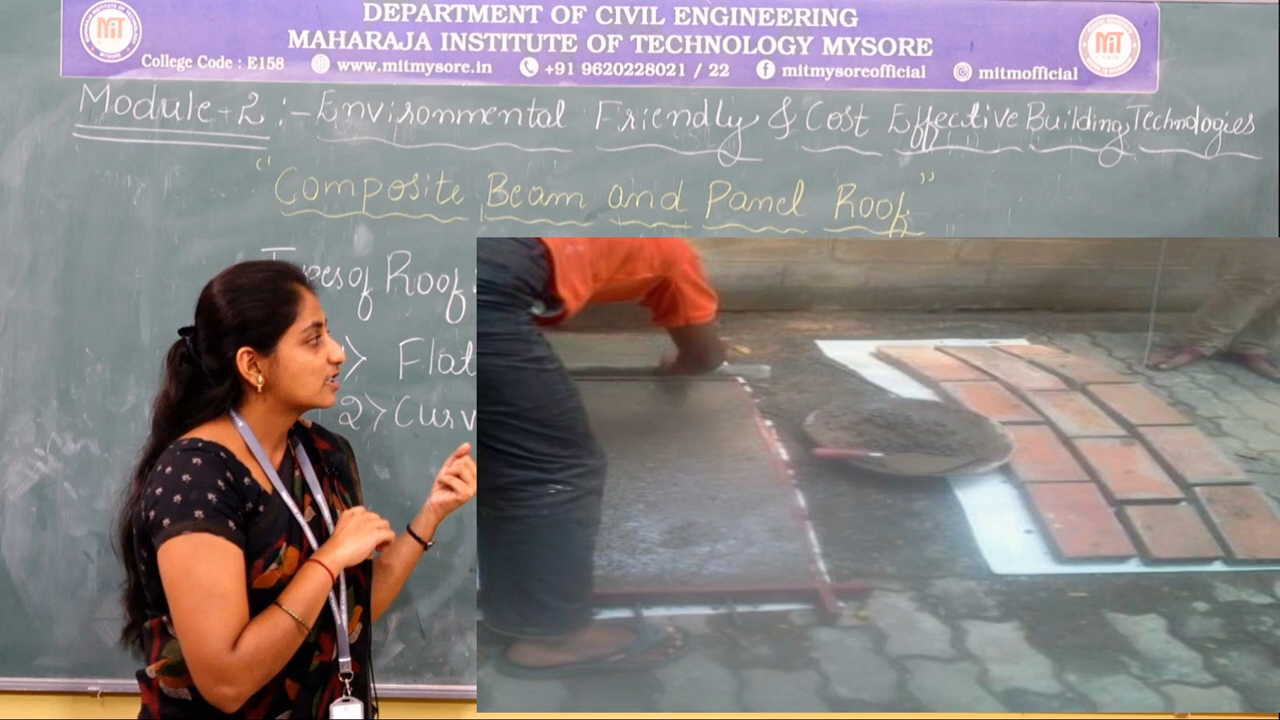 DEPARTMENT OF CIVIL ENGINEERING
MAHARAJA INSTITUTE OF TECHNOLOGY MYSORE
College Code : E158 www.mitmysore.in +91 9620228021 / 22 mitmysoreofficial mitmofficial
MIT
MIT
Module-2 :- Environmental Friendly & Cost Effective Building Technologies
"Composite Beam and Panel Roof"
Types of Roof
Flat
2> Curv